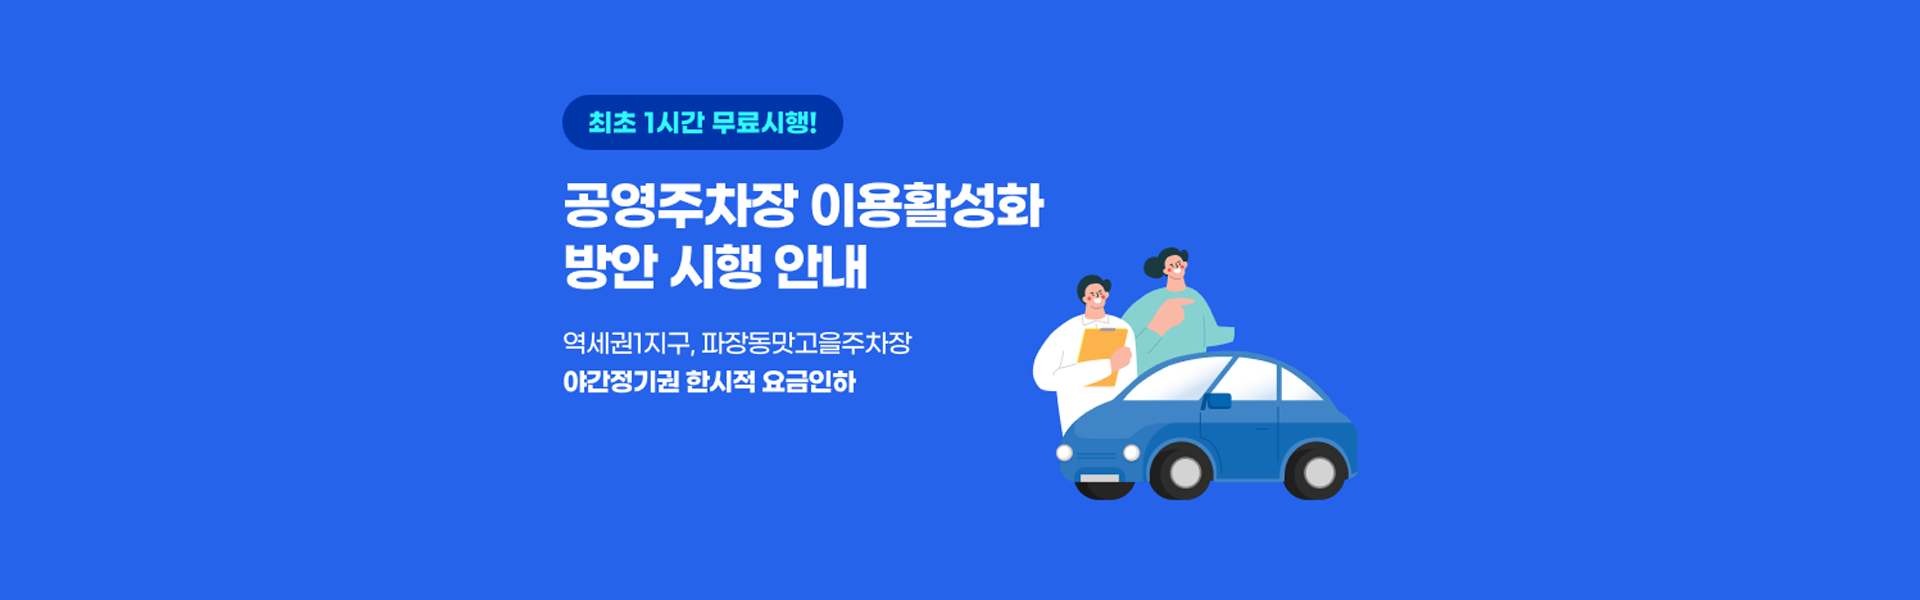 최초 1시간 무료시행!
공영주차장 이용활성화
방안 시행 안내
역세권1지구, 파장동맛고을주차장
야간정기권 한시적 요금인하